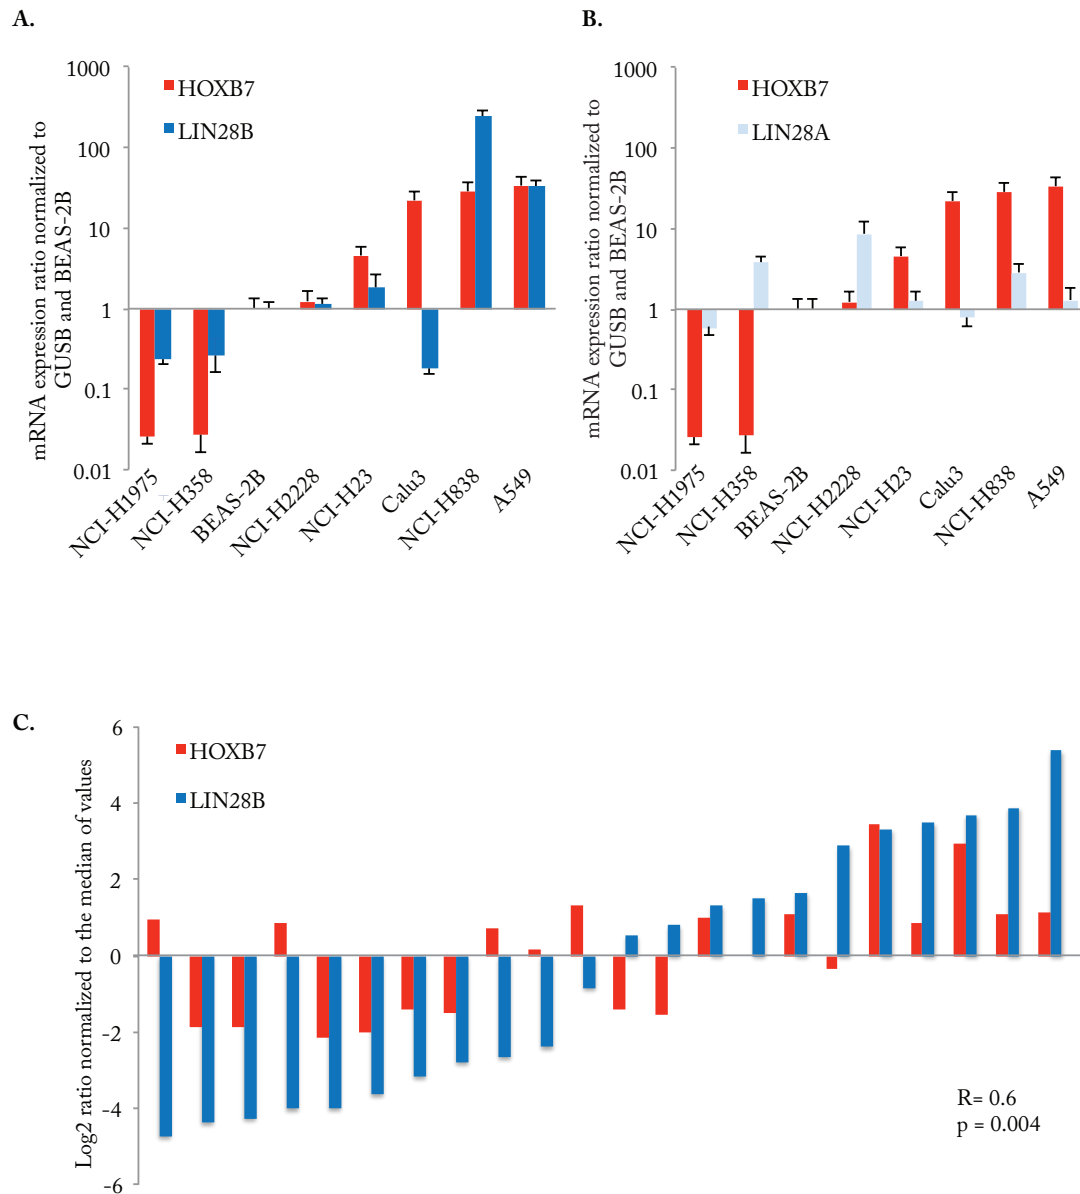 A.
mRNA expression ratio normalized to
GUSB and BEAS-2B
1000
100
10
1
0.1
0.01
HOXB7
LIN28B
NCI-H1975
NCI-H358
BEAS-2B
NCI-H2228
NCI-H23
Calu3
NCI-H838
A549
B.
mRNA expression ratio normalized to
GUSB and BEAS-2B
1000
100
10
1
0.1
0.01
HOXB7
LIN28A
NCI-H1975
NCI-H358
BEAS-2B
NCI-H2228
NCI-H23
Calu3
NCI-H838
A549
C.
Log2 ratio normalized to the median of values
6
4
2
0
-2
-4
-6
HOXB7
LIN28B
R= 0.6
p = 0.004